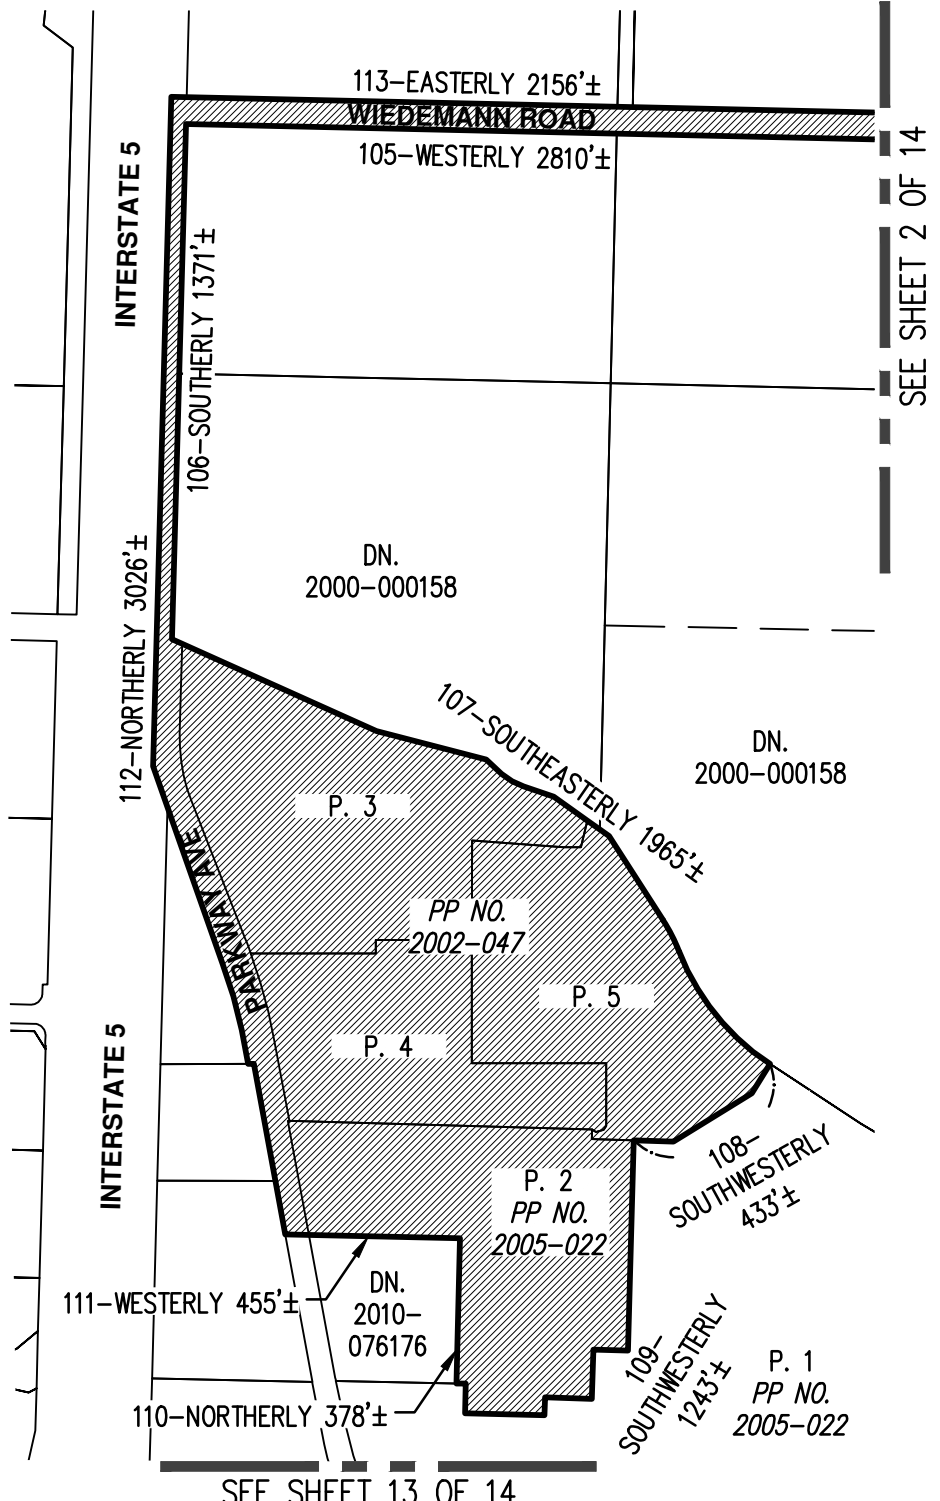 113-EASTERLY 2156'±
WIEDEMANN ROAD
105-WESTERLY 2810'±
SEE SHEET 2 OF 14
INTERSTATE 5
106-SOUTHERLY 1371'±
DN.
2000-000158
112-NORTHERLY 3026'±
107-SOUTHEASTERLY 1965'±
DN.
2000-000158
P. 3
PARKWAY AVE
PP NO.
2002-047
P. 5
P. 4
INTERSTATE 5
108-
SOUTHWESTERLY
433'±
P. 2
PP NO.
2005-022
111-WESTERLY 455'±
DN.
2010-
076176
109-
SOUTHWESTERLY
1243'±
P. 1
PP NO.
2005-022
110-NORTHERLY 378'±
SEE SHEET 13 OF 14